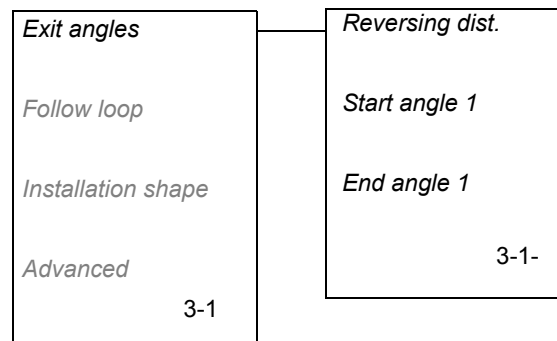 Exit angles
Follow loop
Installation shape
Advanced
3-1
Reversing dist.
Start angle 1
End angle 1
3-1-